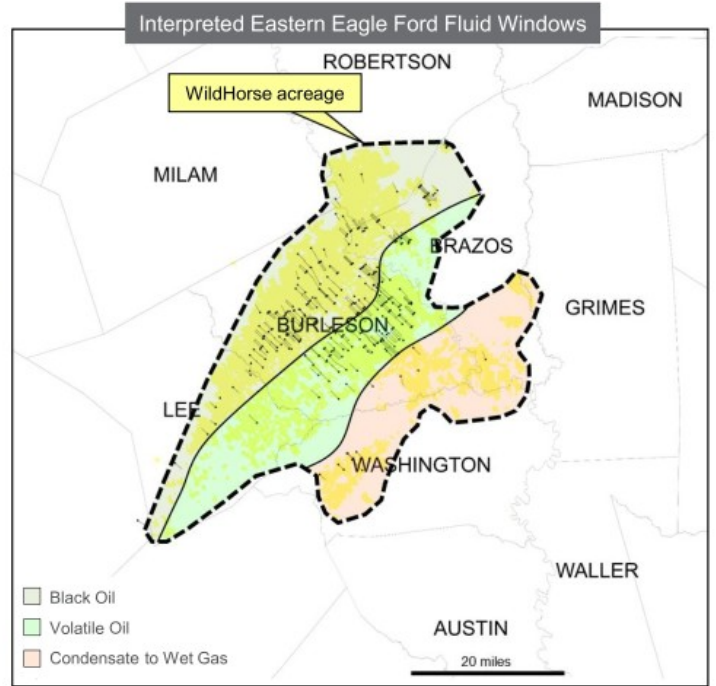 Interpreted Eastern Eagle Ford Fluid Windows
ROBERTSON
WildHorse acreage
MADISON
MILAM
BRAZOS
GRIMES
BURLESON
LEE
WASHINGTON
WALLER
Black Oil
Volatile Oil
AUSTIN
Condensate to Wet Gas
20 miles